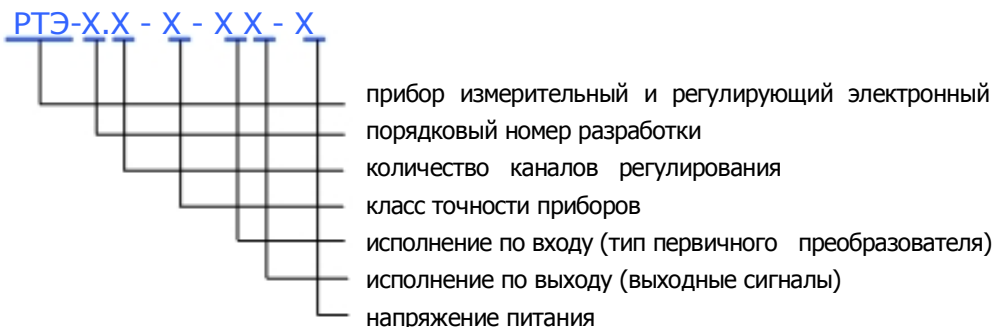 РТЭ-Х.Х - Х - Х Х - Х
прибор измерительный и регулирующий электронный
порядковый номер разработки
количество каналов регулирования
класс точности приборов
исполнение по входу (тип первичного преобразователя)
исполнение по выходу (выходные сигналы)
напряжение питания